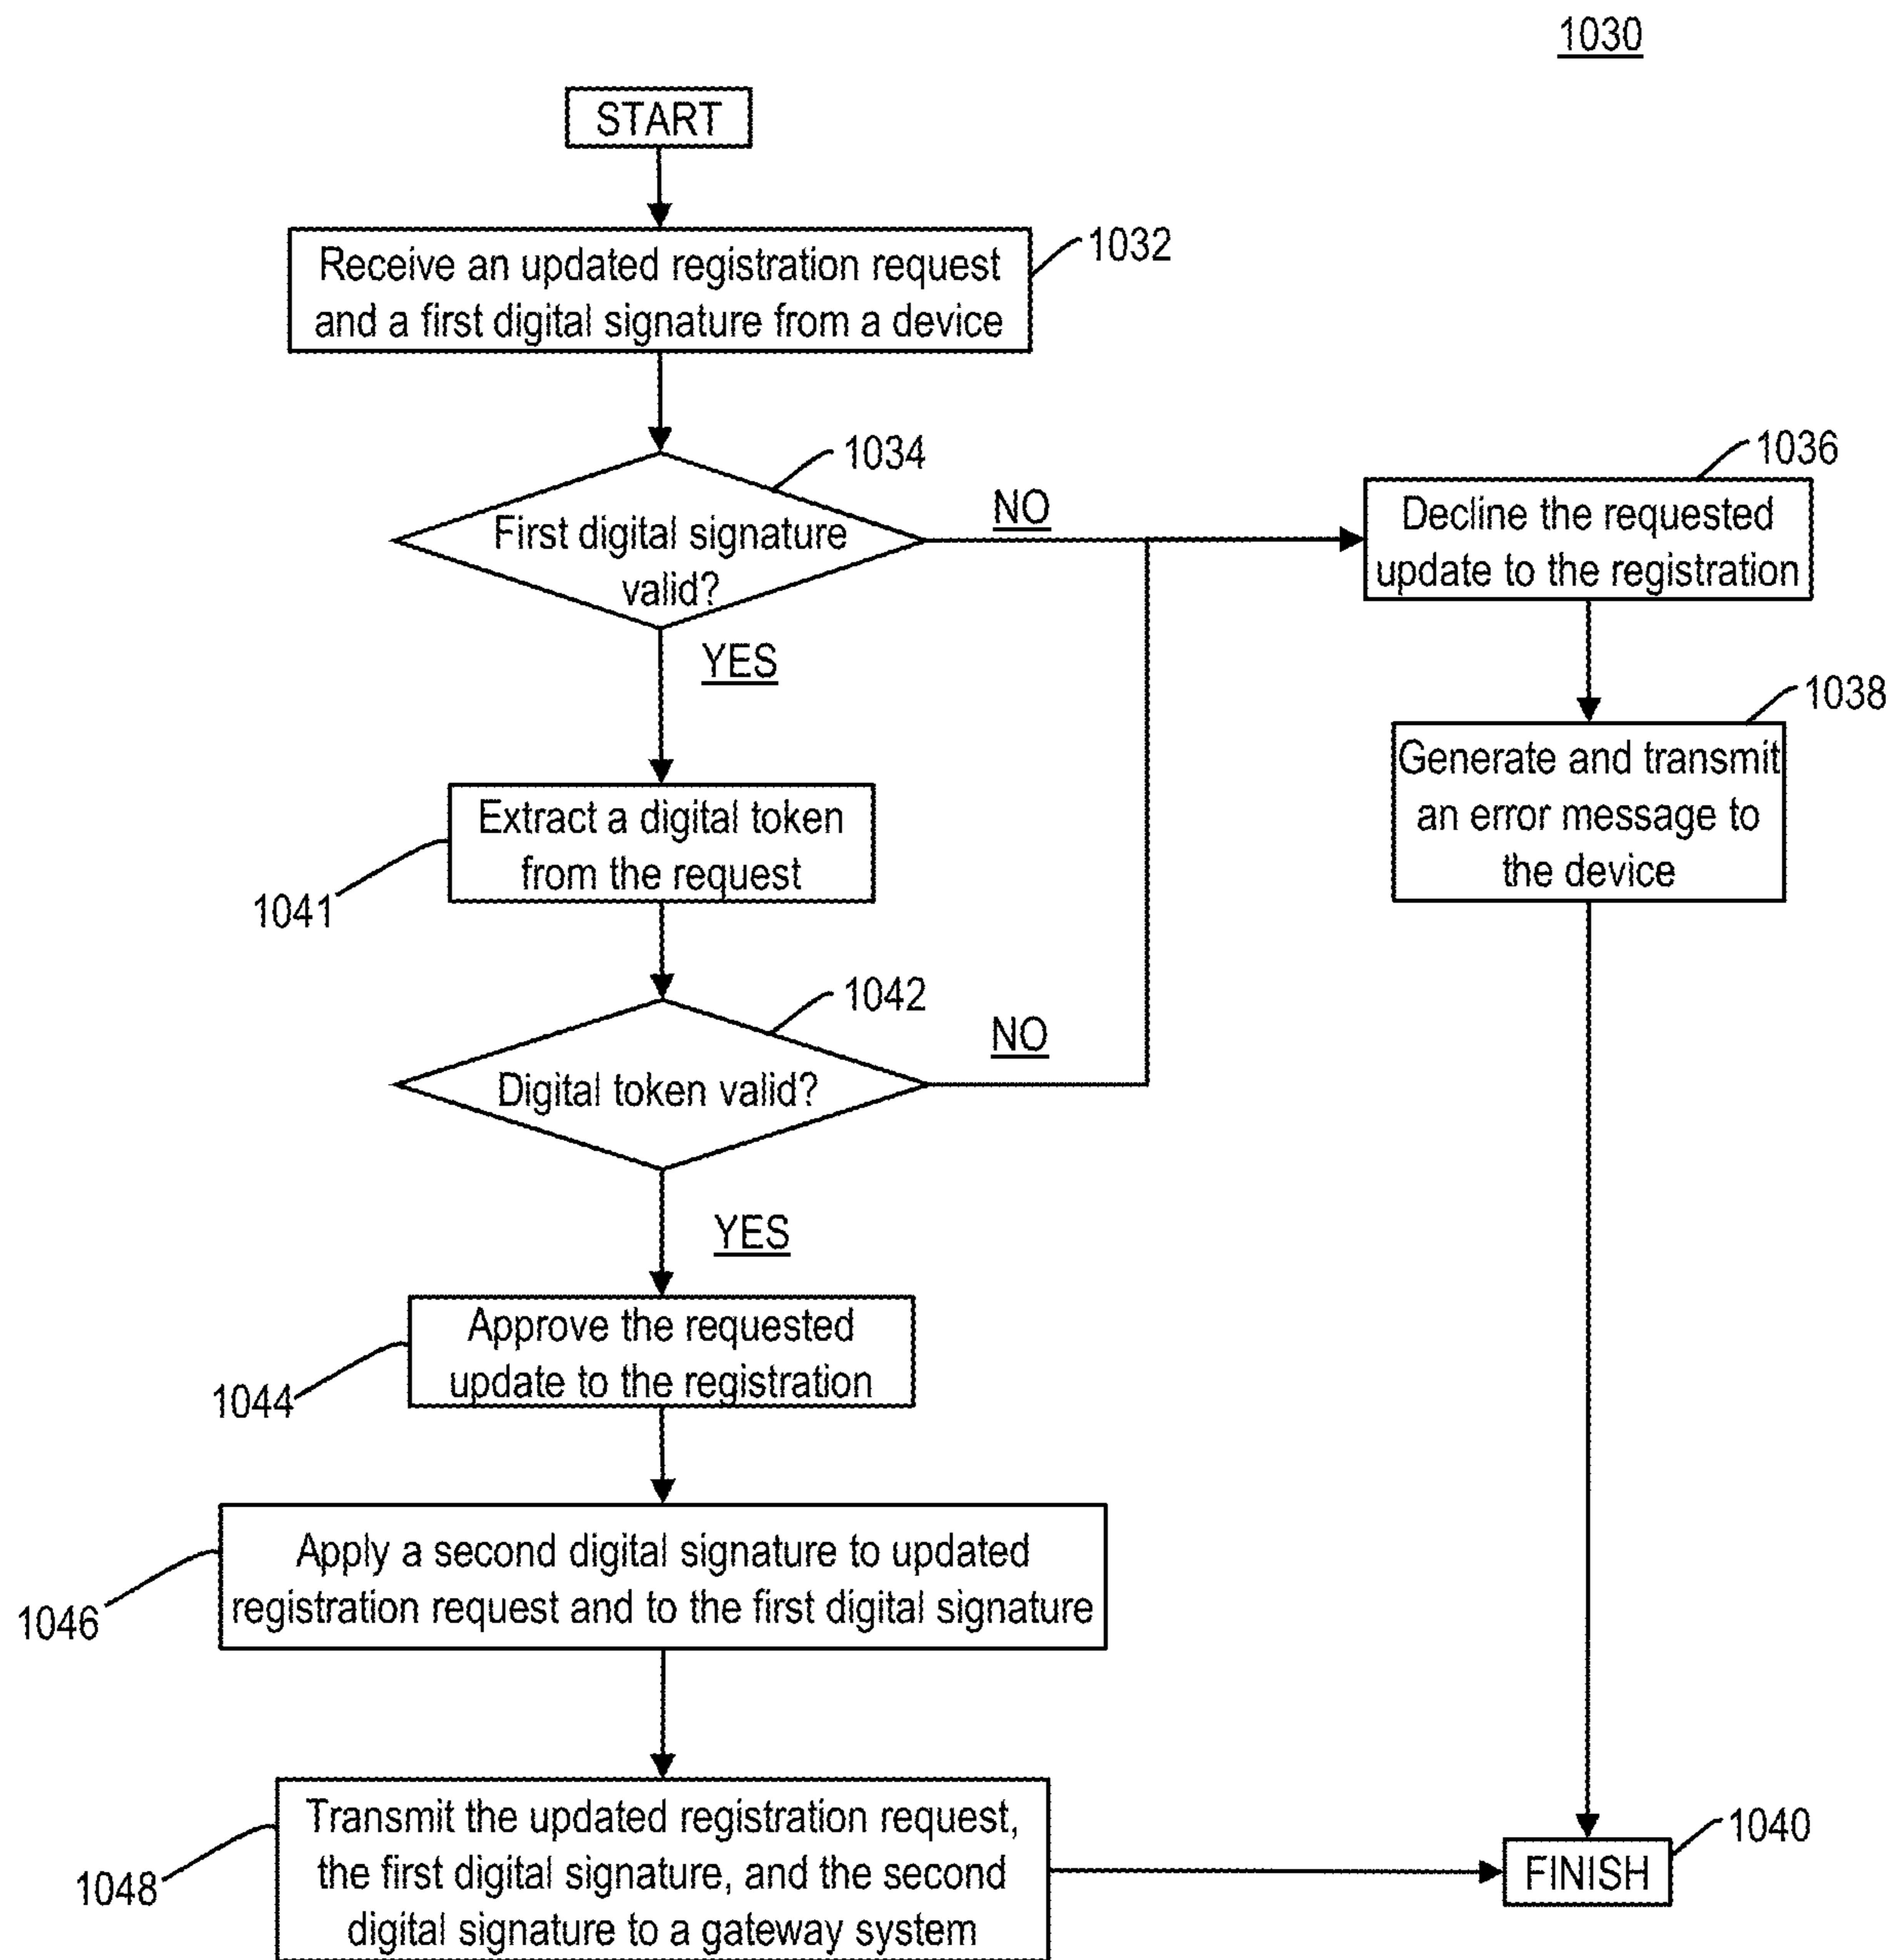 1030
START
Receive an updated registration request
and a first digital signature from a device
1032
1034
First digital signature
valid?
NO
1036
Decline the requested
update to the registration
YES
1038
Generate and transmit
an error message to
the device
Extract a digital token
from the request
1041
1042
Digital token valid?
NO
YES
Approve the requested
update to the registration
1044
Apply a second digital signature to updated
registration request and to the first digital signature
1046
Transmit the updated registration request,
the first digital signature, and the second
digital signature to a gateway system
1048
1040
FINISH